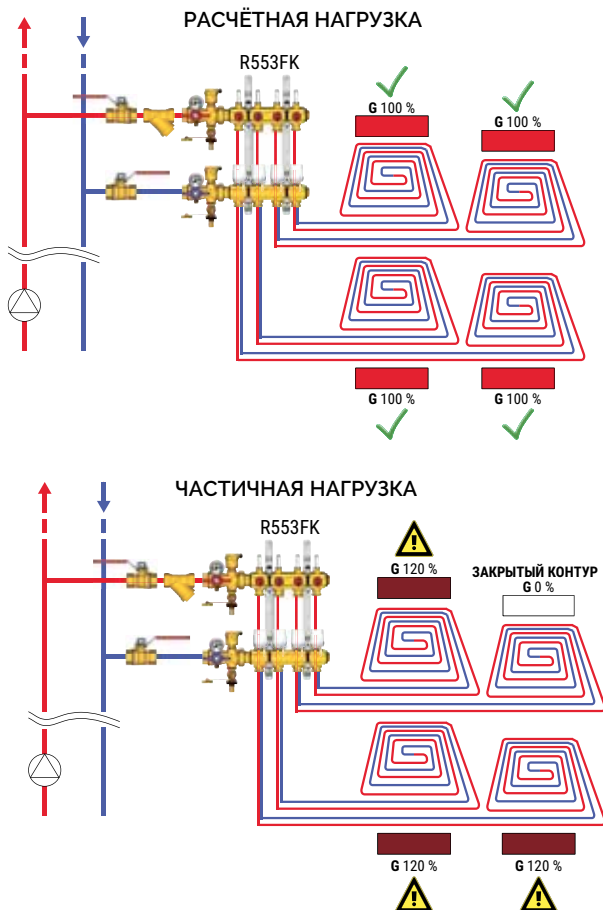 РАСЧЁТНАЯ НАГРУЗКА
R553FK
G 100 %
G 100 %
G 100 %
G 100 %
ЧАСТИЧНАЯ НАГРУЗКА
R553FK
G 120 %
ЗАКРЫТЫЙ КОНТУР
G 0 %
G 120 %
G 120 %